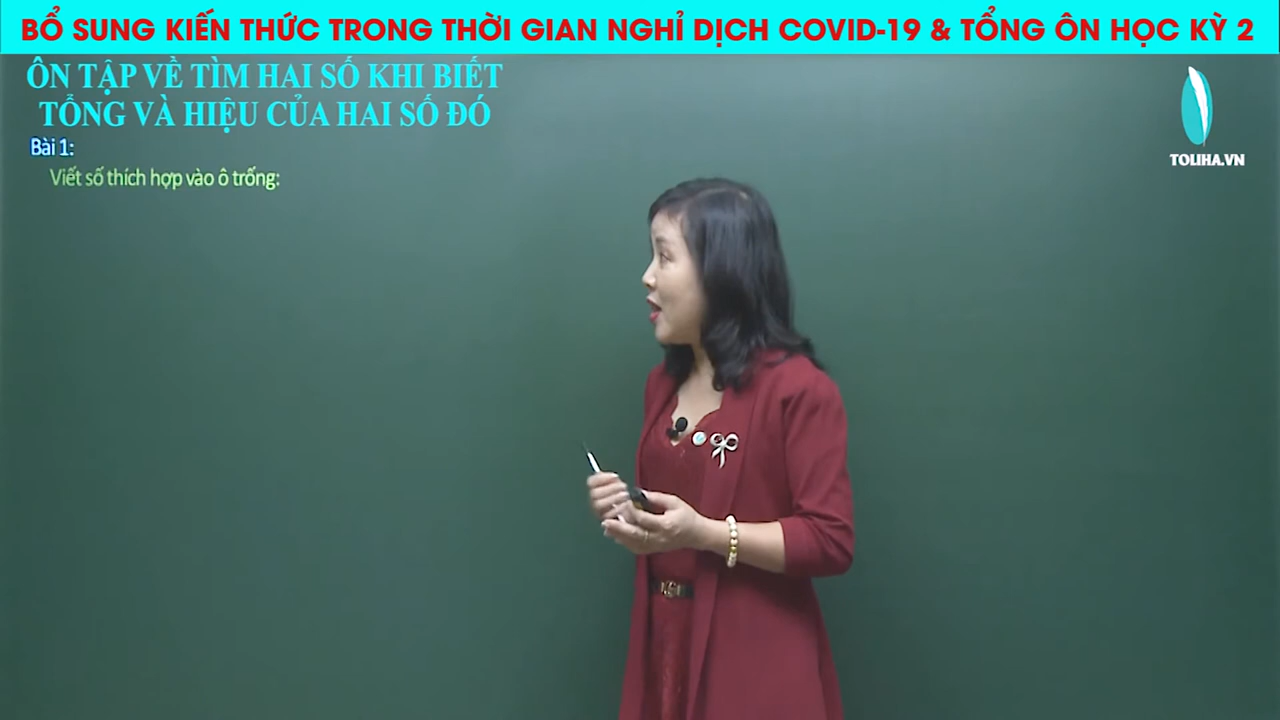 BỔ SUNG KIẾN THỨC TRONG THỜI GIAN NGHỈ DỊCH COVID-19 & TỔNG ÔN HỌC KỲ 2
ÔN TẬP VỀ TÌM HAI SỐ KHI BIẾT
TỔNG VÀ HIỆU CỦA HAI SỐ ĐÓ
Bài 1:
Viết số thích hợp vào ô trống:
TOLIHA.VN